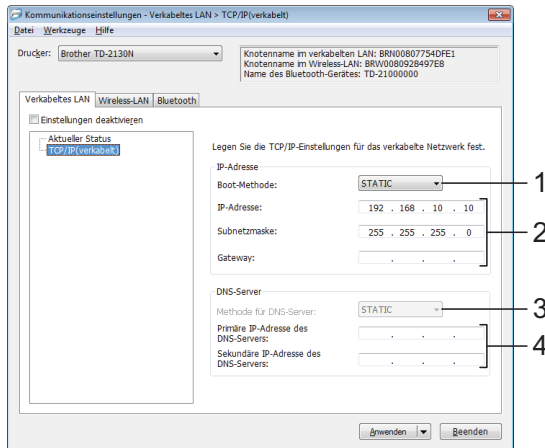 Kommunikationseinstellungen - Verkabeltes LAN > TCP/IP(verkabelt)
Datei Werkzeuge Hilfe
Drucker: Brother TD-2130N
Knotenname im verkabelten LAN: BRN00807754DFE1
Knotenname im Wireless-LAN: BRW0080928497EB
Name des Bluetooth-Gerätes: TD-21000000
Verkabeltes LAN Wireless-LAN Bluetooth
Einstellungen deaktivieren
Aktueller Status
TCP/IP(verkabelt)
Legen Sie die TCP/IP-Einstellungen für das verkabelte Netzwerk fest.
IP-Adresse
Boot-Methode: STATIC 1
IP-Adresse: 192 . 168 . 10 . 10
2
Subnetzmaske: 255 . 255 . 255 . 0
Gateway: . . .
DNS-Server
Methode für DNS-Server: STATIC 3
Primäre IP-Adresse des
DNS-Servers: . . .
4
Sekundäre IP-Adresse des
DNS-Servers: . . .
Anwenden Beenden